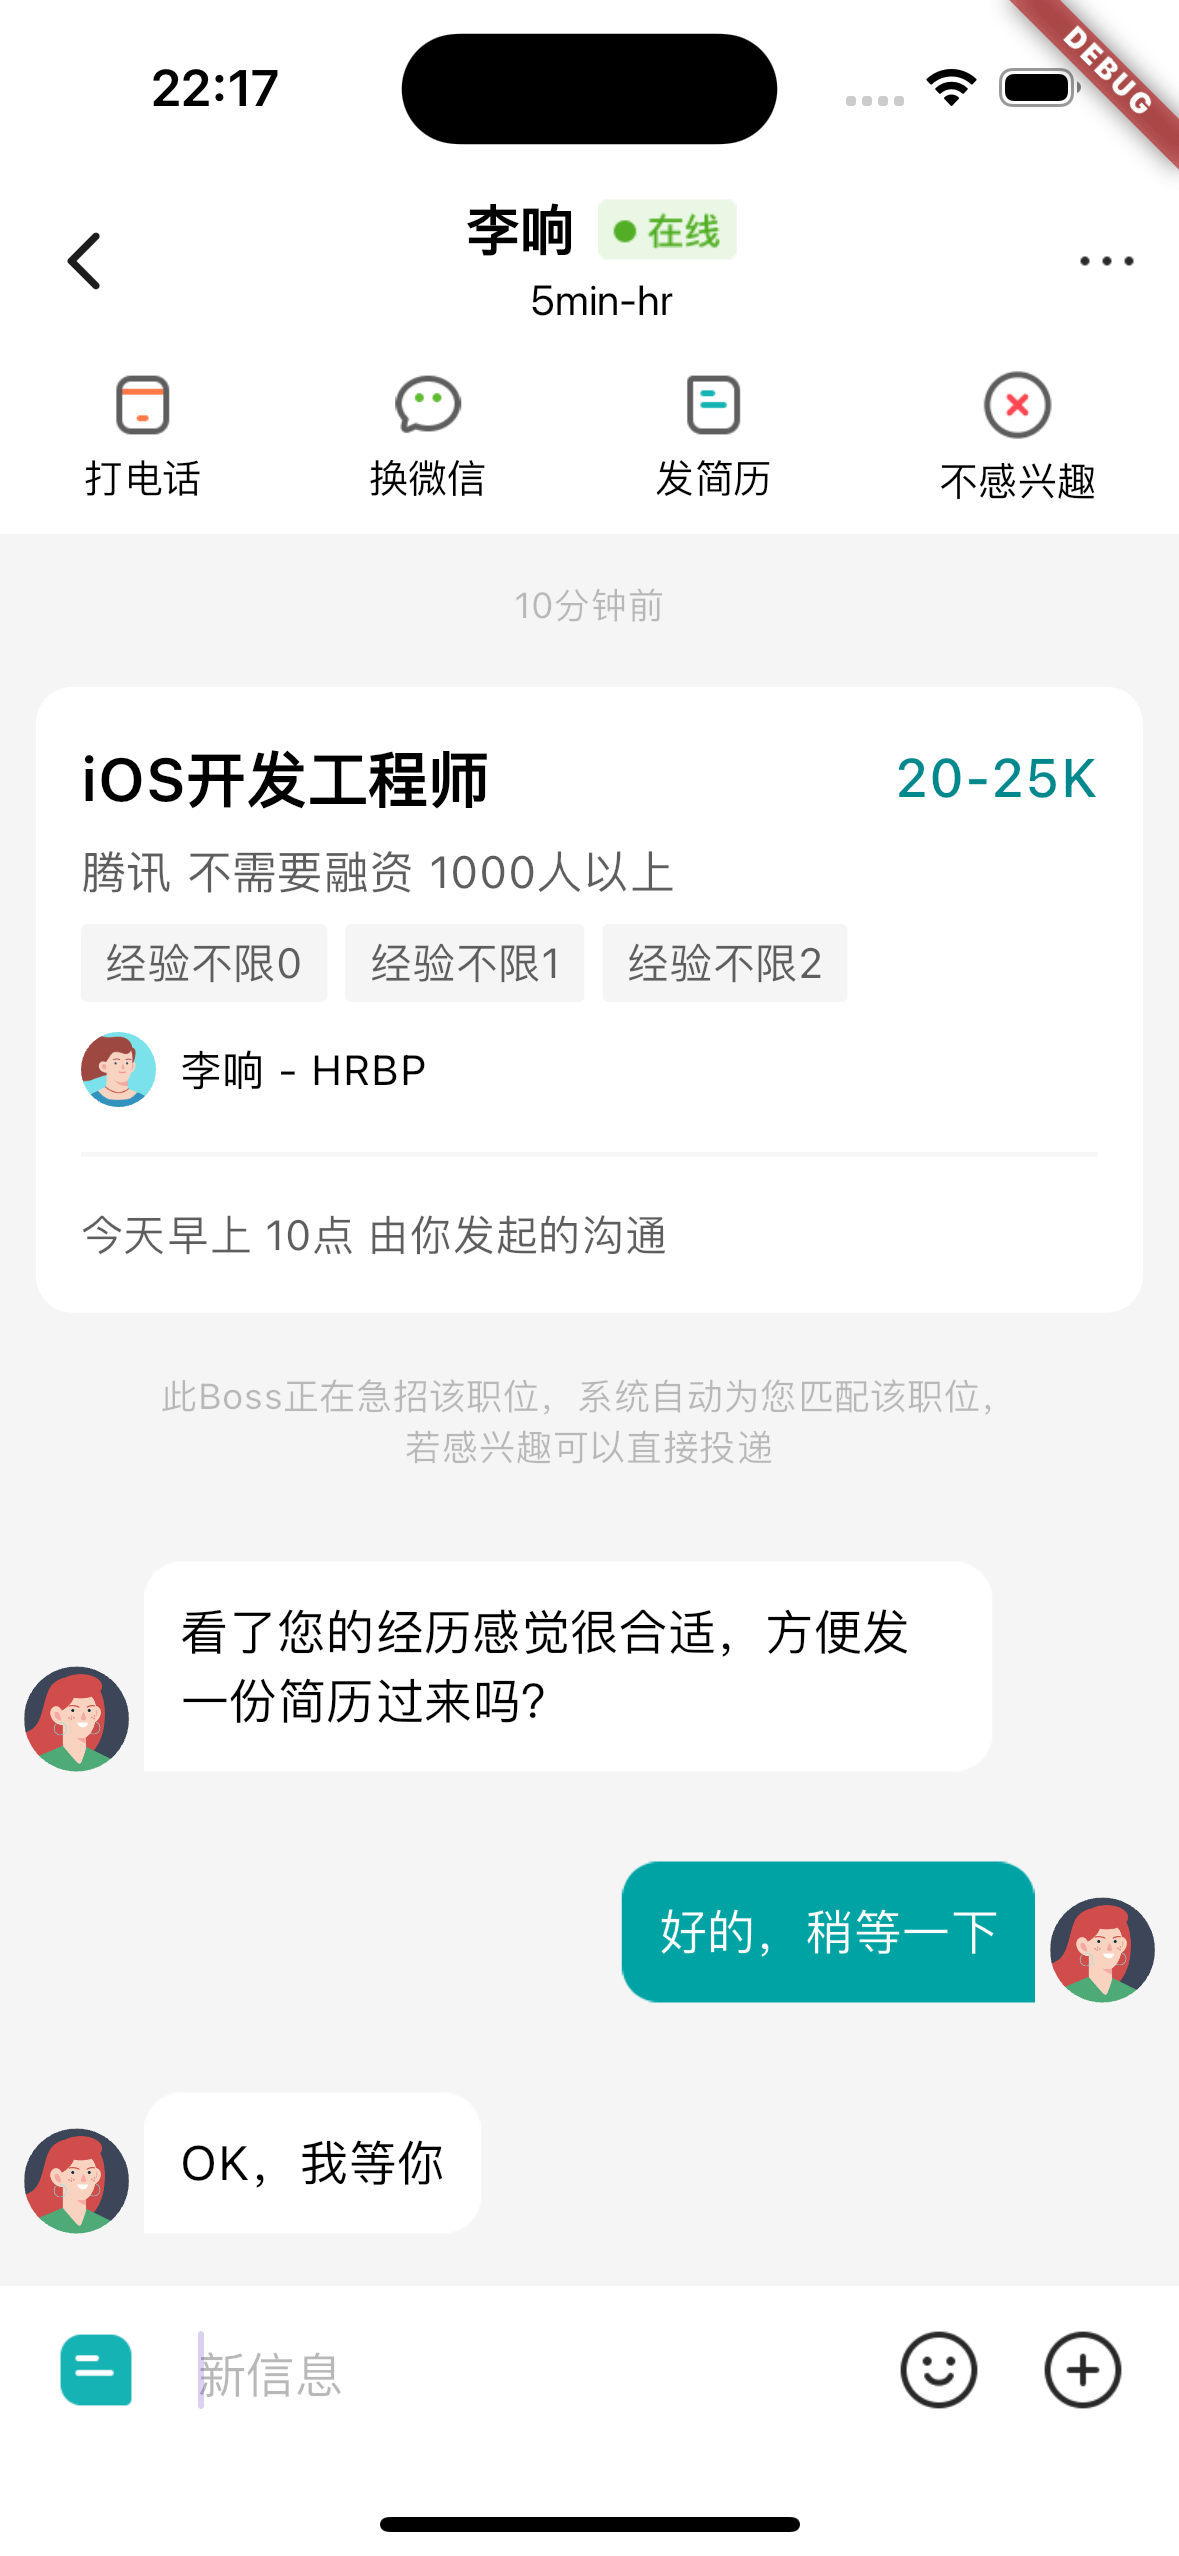 22:17
DEBUG
李响 在线
5min-hr
打电话 换微信 发简历 不感兴趣
10分钟前
iOS开发工程师 20-25K
腾讯 不需要融资 1000人以上
经验不限0 经验不限1 经验不限2
李响 - HRBP
今天早上 10点 由你发起的沟通
此Boss正在急招该职位，系统自动为您匹配该职位，
若感兴趣可以直接投递
看了您的经历感觉很合适，方便发
一份简历过来吗?
好的，稍等一下
OK，我等你
新信息